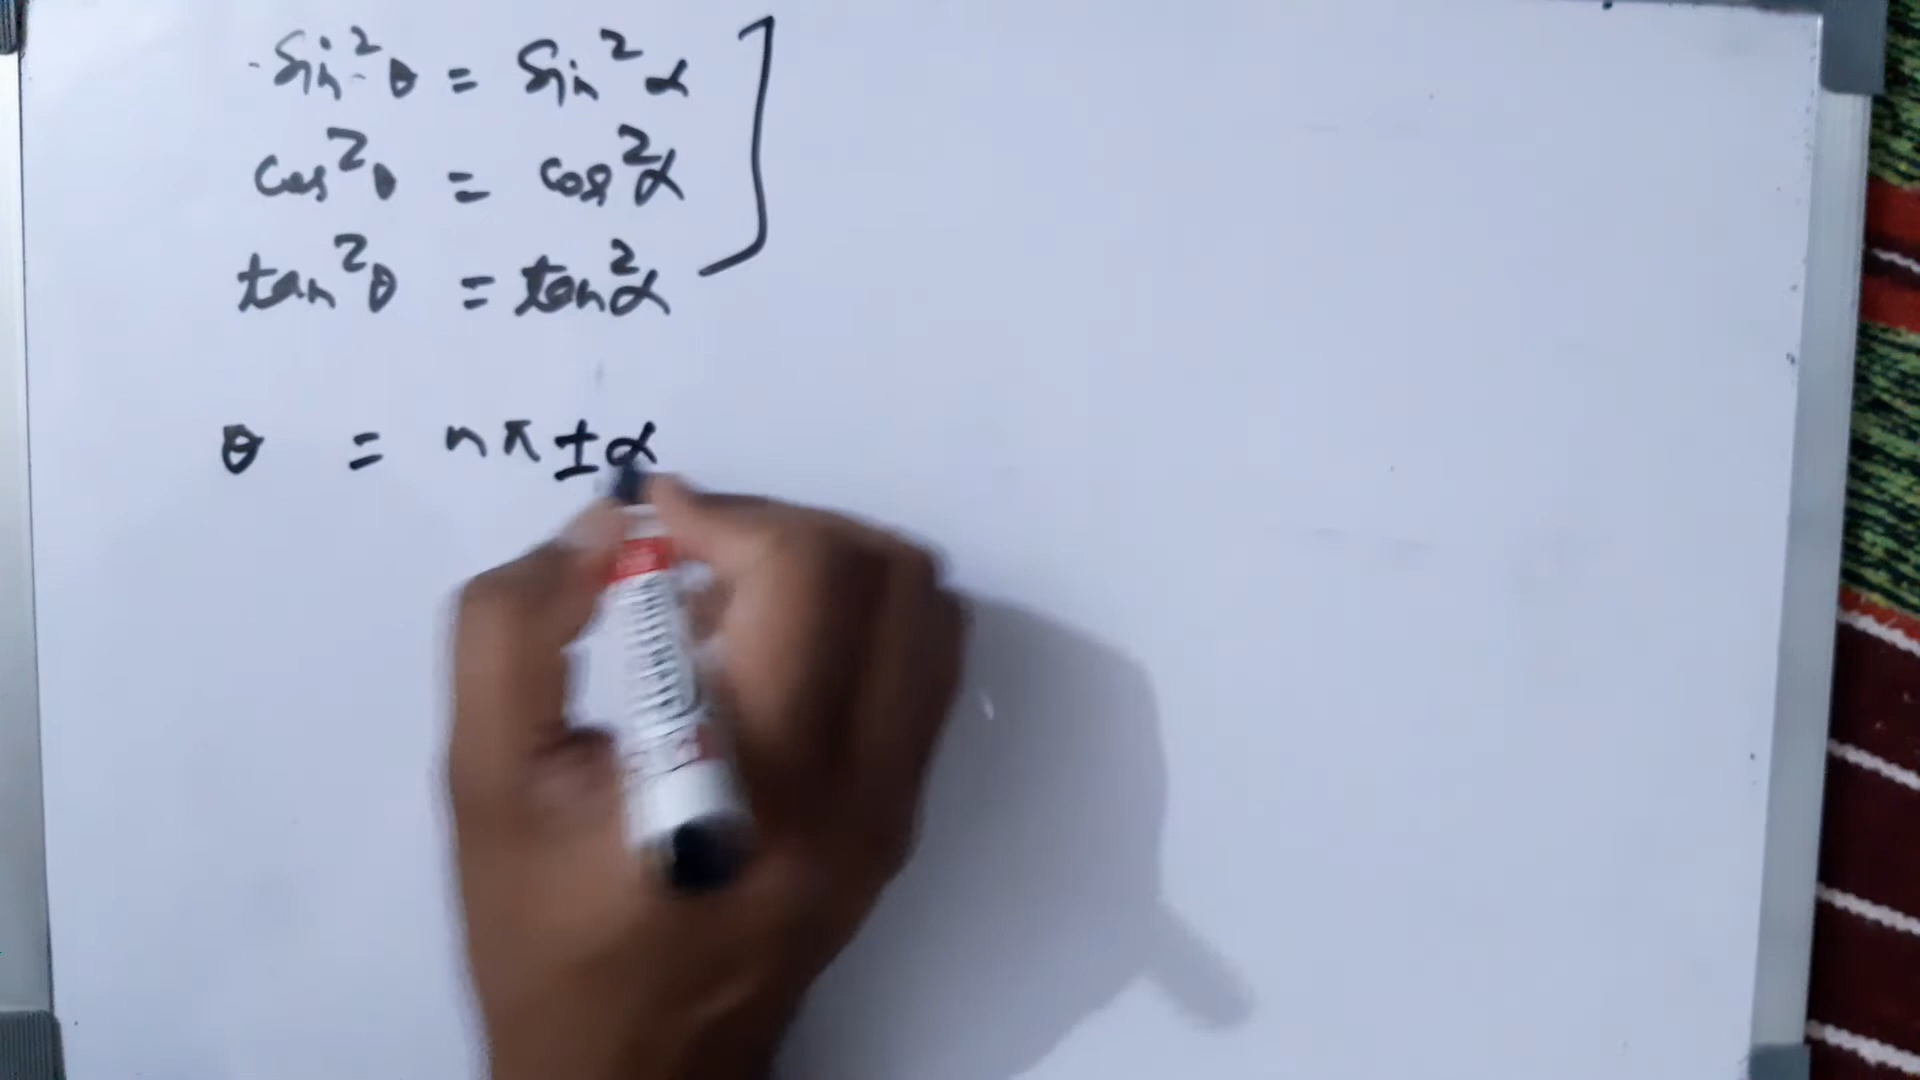 sin²θ = sin²α
cos²θ = cos²α
tan²θ = tan²α
θ = nπ ± α